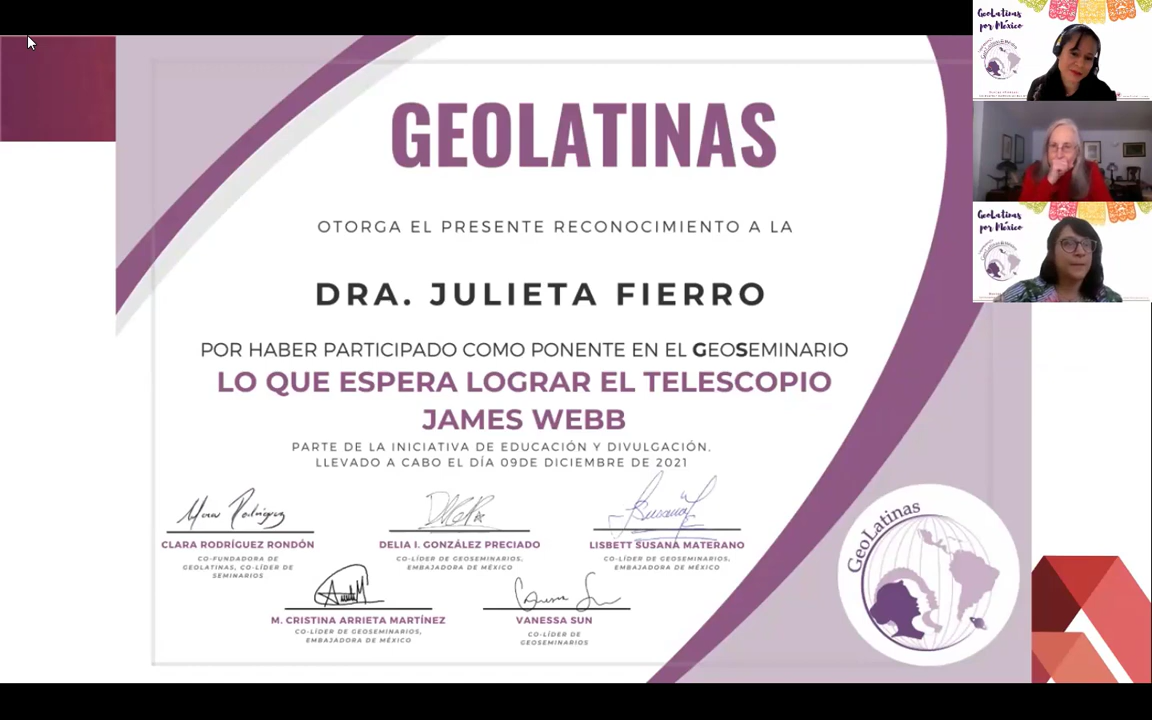 GEOLATINAS
OTORGA EL PRESENTE RECONOCIMIENTO A LA
DRA. JULIETA FIERRO
POR HABER PARTICIPADO COMO PONENTE EN EL GEOSEMINARIO
LO QUE ESPERA LOGRAR EL TELESCOPIO
JAMES WEBB
PARTE DE LA INICIATIVA DE EDUCACIÓN Y DIVULGACIÓN,
LLEVADO A CABO EL DÍA 09DE DICIEMBRE DE 2021
CLARA RODRÍGUEZ RONDÓN
CO-FUNDADORA DE
GEOLATINAS, CO-LÍDER DE
SEMINARIOS
DELIA I. GONZÁLEZ PRECIADO
CO-LÍDER DE GEOSEMINARIOS,
EMBAJADORA DE MÉXICO
LISBETT SUSANA MATERANO
CO-LÍDER DE GEOSEMINARIOS,
EMBAJADORA DE MÉXICO
M. CRISTINA ARRIETA MARTÍNEZ
CO-LÍDER DE GEOSEMINARIOS,
EMBAJADORA DE MÉXICO
VANESSA SUN
CO-LÍDER DE
GEOSEMINARIOS
GeoLatinas
GeoLatinas
por México
GeoLatinas
por México